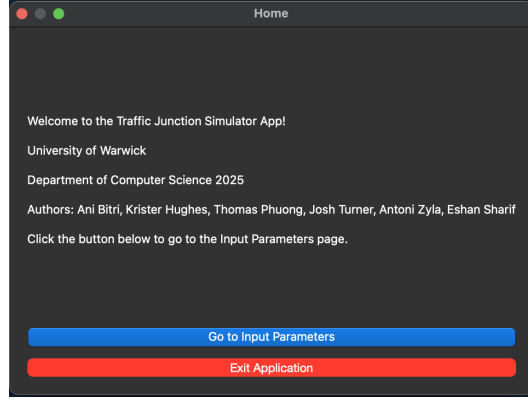 Home
Welcome to the Traffic Junction Simulator App!
University of Warwick
Department of Computer Science 2025
Authors: Ani Bitri, Krister Hughes, Thomas Phuong, Josh Turner, Antoni Zyla, Eshan Sharif
Click the button below to go to the Input Parameters page.
Go to Input Parameters
Exit Application